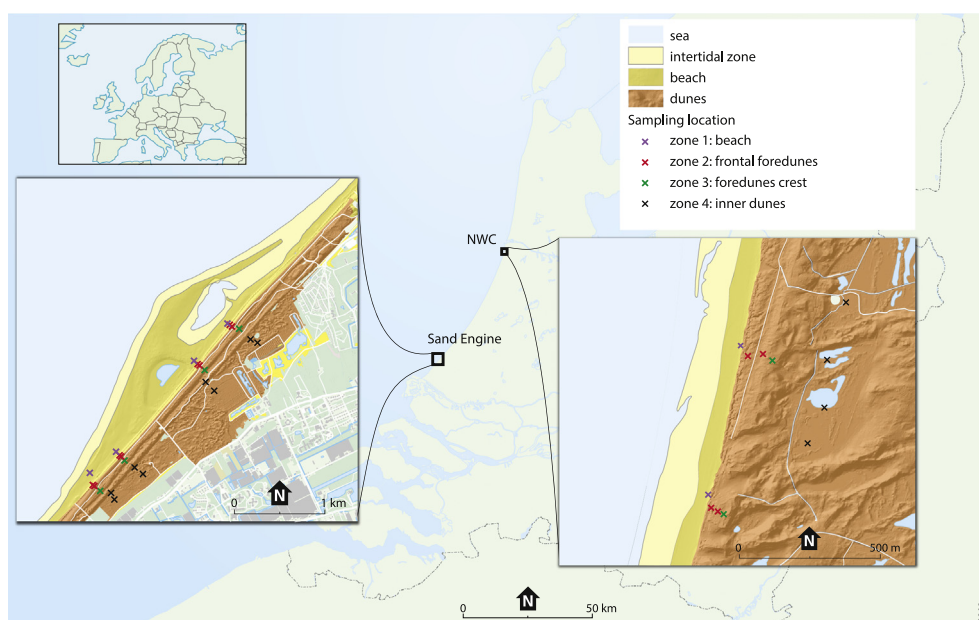 sea
intertidal zone
beach
dunes
Sampling location
zone 1: beach
zone 2: frontal foredunes
zone 3: foredunes crest
zone 4: inner dunes
NWC
Sand Engine
N
0 1 km
N
0 500 m
N
0 50 km